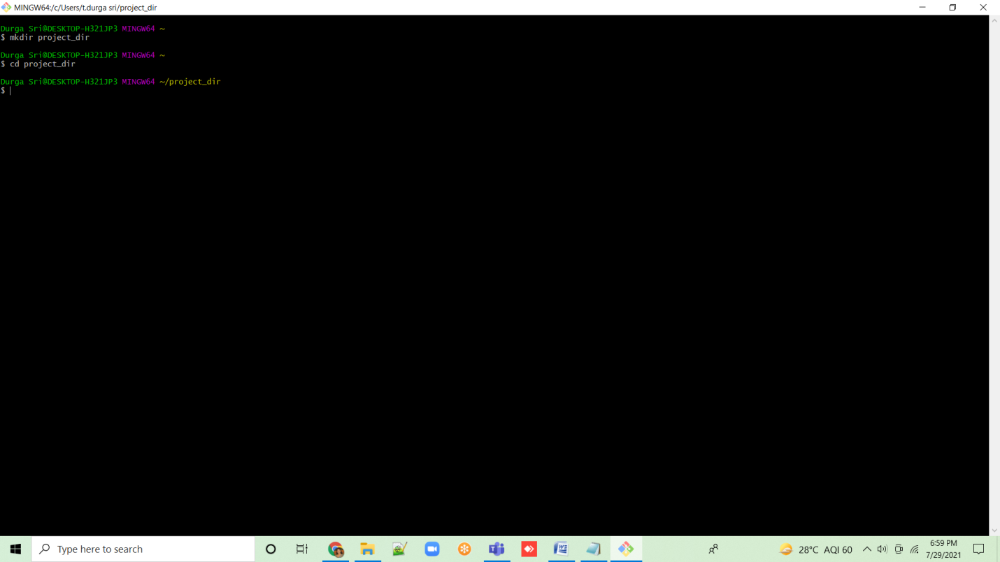 MINGW64:/c/Users/t.durga sri/project_dir
Durga Sri@DESKTOP-H321JP3 MINGW64 ~
$ mkdir project_dir
Durga Sri@DESKTOP-H321JP3 MINGW64 ~
$ cd project_dir
Durga Sri@DESKTOP-H321JP3 MINGW64 ~/project_dir
$
Type here to search
28°C AQI 60
6:59 PM
7/29/2021